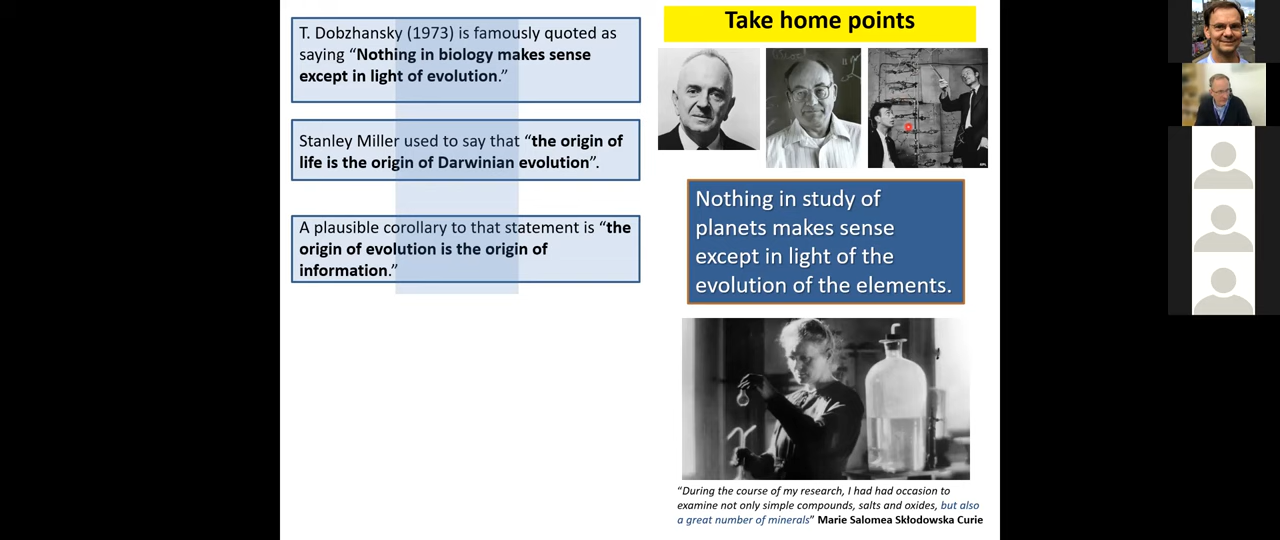 T. Dobzhansky (1973) is famously quoted as
saying “Nothing in biology makes sense
except in light of evolution.”
Stanley Miller used to say that “the origin of
life is the origin of Darwinian evolution”.
A plausible corollary to that statement is “the
origin of evolution is the origin of
information.”
Take home points
Nothing in study of
planets makes sense
except in light of the
evolution of the elements.
“During the course of my research, I had had occasion to
examine not only simple compounds, salts and oxides, but also
a great number of minerals” Marie Salomea Skłodowska Curie